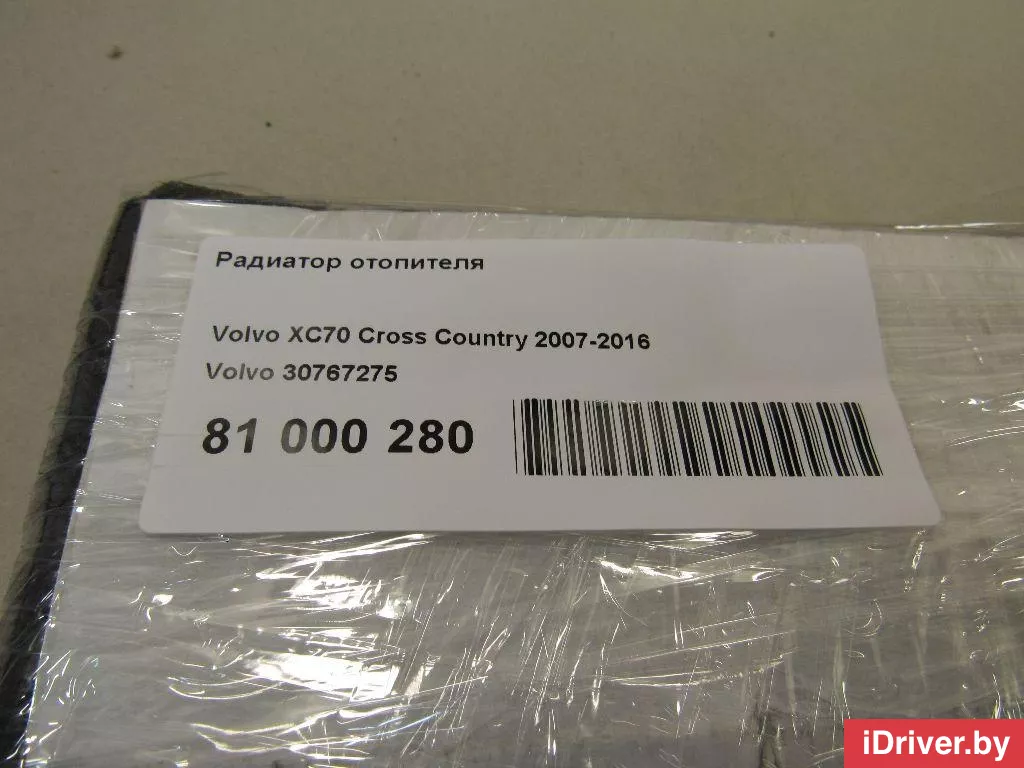 Радиатор отопителя
Volvo XC70 Cross Country 2007-2016
Volvo 30767275
81 000 280
iDriver.by